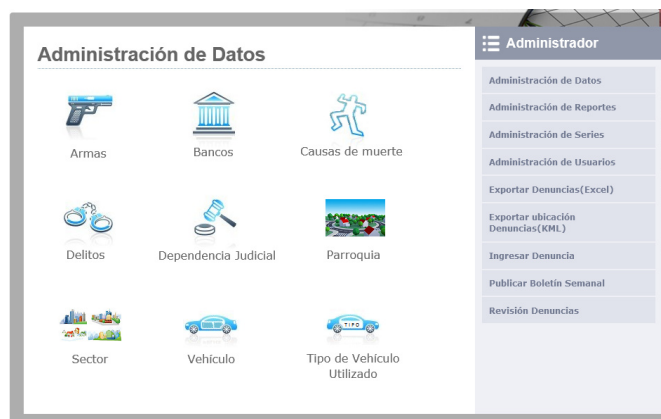 Administración de Datos
Armas
Bancos
Causas de muerte
Delitos
Dependencia Judicial
Parroquia
Sector
Vehículo
TIPO
Tipo de Vehículo
Utilizado
Administrador
Administración de Datos
Administración de Reportes
Administración de Series
Administración de Usuarios
Exportar Denuncias(Excel)
Exportar ubicación
Denuncias(KML)
Ingresar Denuncia
Publicar Boletín Semanal
Revisión Denuncias